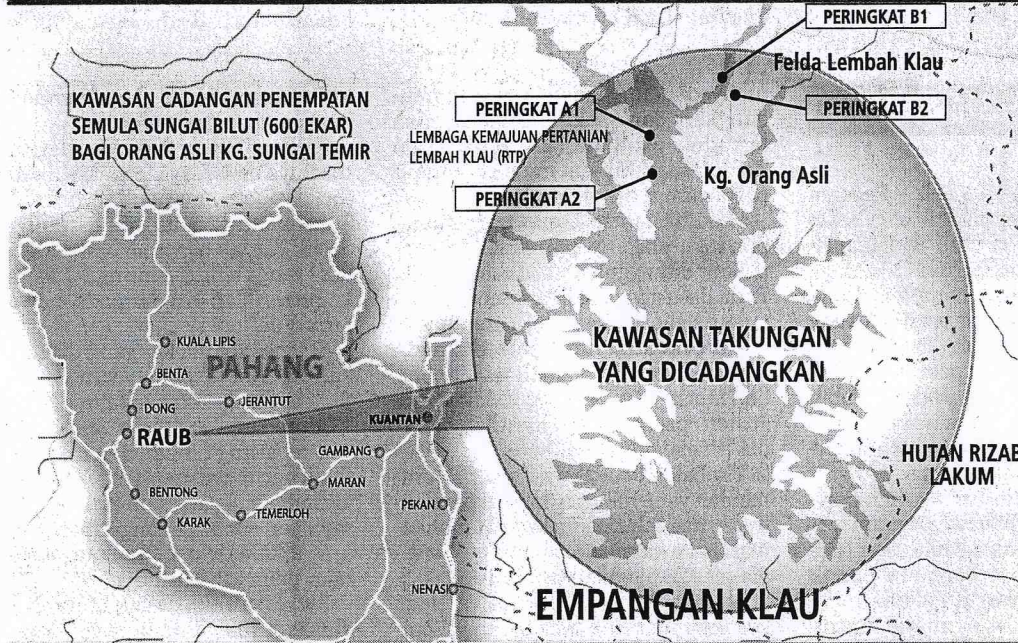 KAWASAN CADANGAN PENEMPATAN
SEMULA SUNGAI BILUT (600 EKAR)
BAGI ORANG ASLI KG. SUNGAI TEMIR
PERINGKAT B1
Felda Lembah Klau
PERINGKAT A1
PERINGKAT B2
LEMBAGA KEMAJUAN PERTANIAN
LEMBAH KLAU (RTP)
Kg. Orang Asli
PERINGKAT A2
KAWASAN TAKUNGAN
YANG DICADANGKAN
KUALA LIPIS
PAHANG
BENTA
JERANTUT
DONG
KUANTAN
RAUB
GAMBANG
HUTAN RIZAB
LAKUM
MARAN
BENTONG
PEKAN
TEMERLOH
KARAK
NENASI
EMPANGAN KLAU